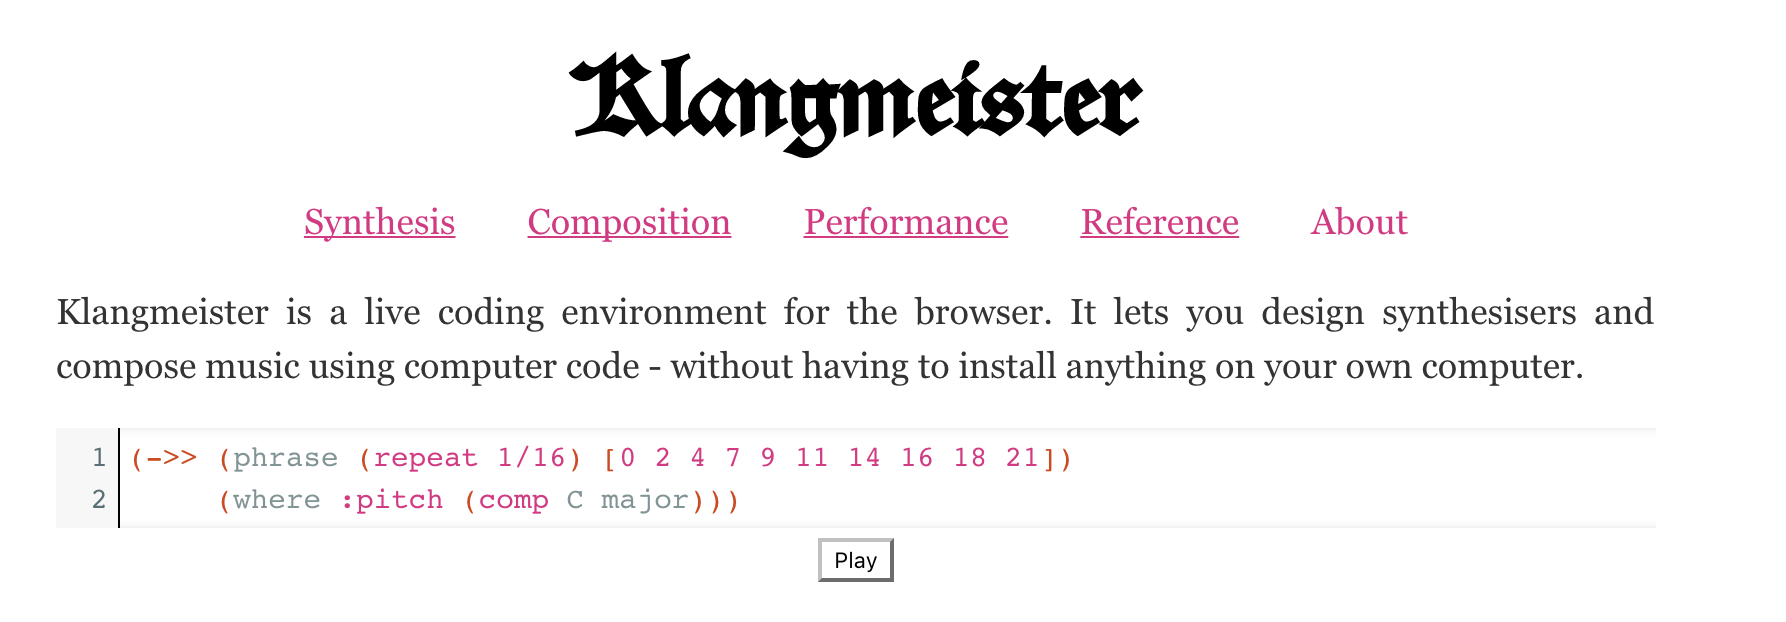 Klangmeister
Synthesis Composition Performance Reference About
Klangmeister is a live coding environment for the browser. It lets you design synthesisers and
compose music using computer code - without having to install anything on your own computer.
1 (->> (phrase (repeat 1/16) [0 2 4 7 9 11 14 16 18 21])
2 (where :pitch (comp C major)))
Play